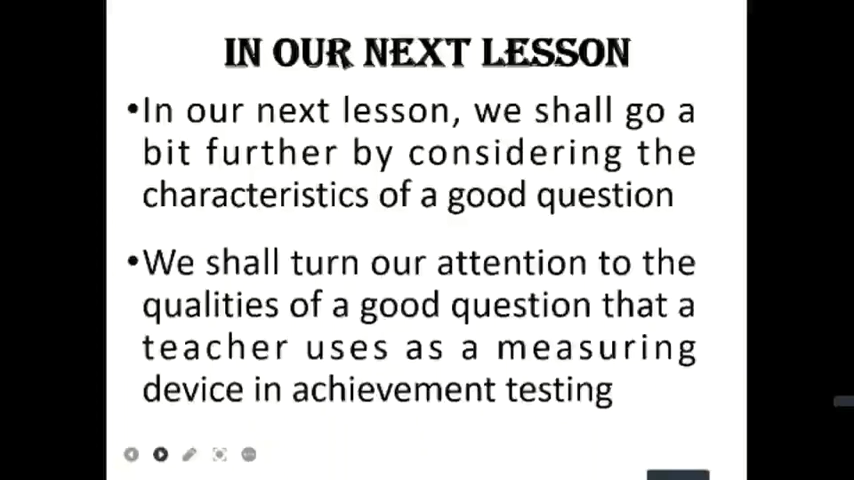 IN OUR NEXT LESSON
•In our next lesson, we shall go a
bit further by considering the
characteristics of a good question
•We shall turn our attention to the
qualities of a good question that a
teacher uses as a measuring
device in achievement testing